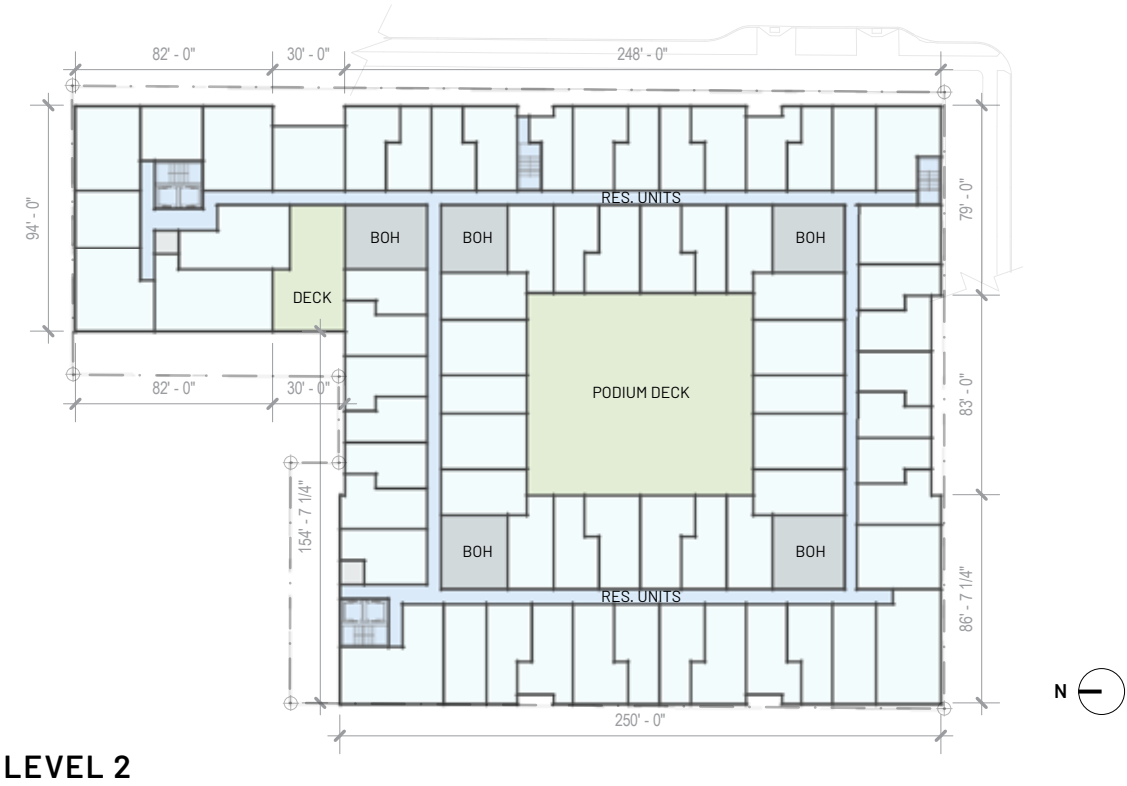 82' - 0"
30' - 0"
248' - 0"
94' - 0"
79' - 0"
RES. UNITS
BOH
BOH
BOH
DECK
82' - 0"
30' - 0"
PODIUM DECK
83' - 0"
154' - 7 1/4"
BOH
BOH
86' - 7 1/4"
RES. UNITS
N
250' - 0"
LEVEL 2